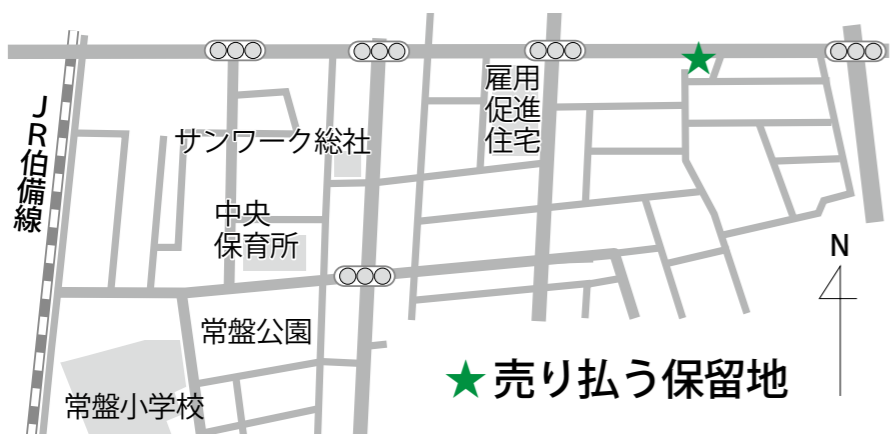 雇用
促進
住宅
サンワーク総社
JR伯備線
中央
保育所
N
常盤公園
★売り払う保留地
常盤小学校